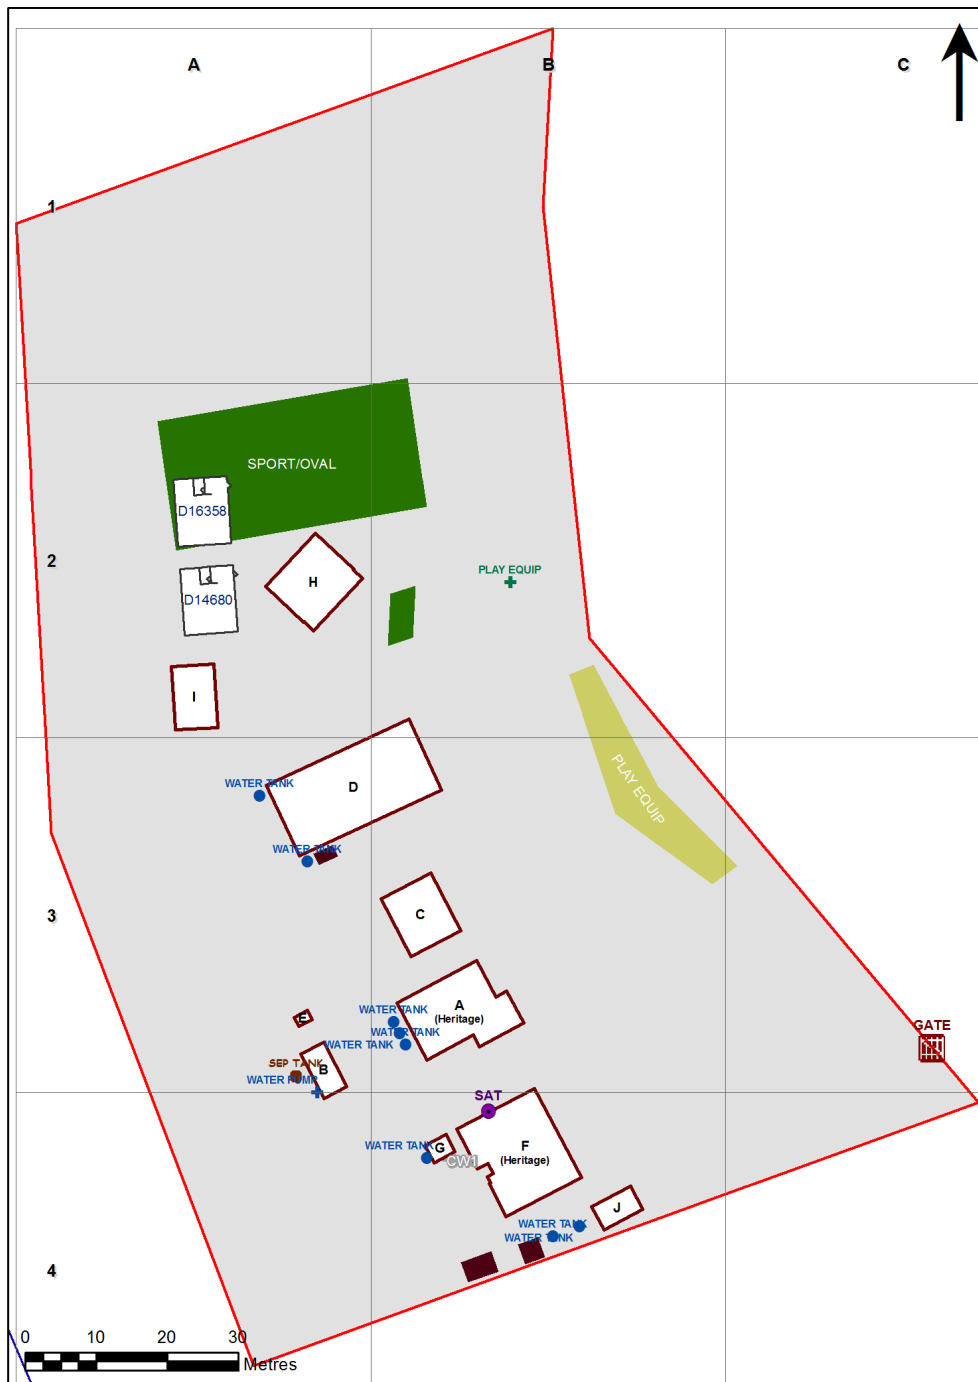 A
B
C
1
SPORT/OVAL
D16358
2
PLAY EQUIP
H
D14680
I
WATER TANK
D
PLAY EQUIP
WATER TANK
3
C
A
(Heritage)
WATER TANK
WATER TANK
WATER TANK
E
GATE
SEP TANK
B
WATER PUMP
SAT
F
(Heritage)
WATER TANK
G
CW1
J
WATER TANK
WATER TANK
4
0 10 20 30
Metres